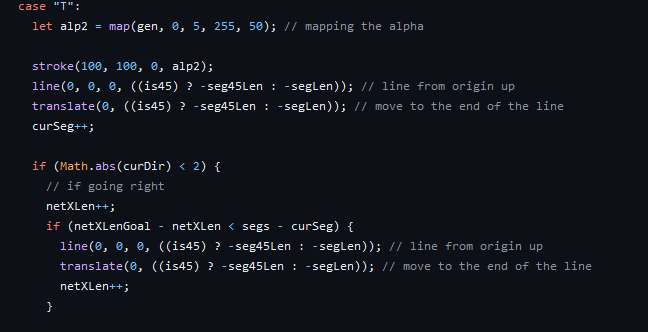 case "T":
let alp2 = map(gen, 0, 5, 255, 50); // mapping the alpha
stroke(100, 100, 0, alp2);
line(0, 0, 0, ((is45) ? -seg45Len : -segLen)); // line from origin up
translate(0, ((is45) ? -seg45Len : -segLen)); // move to the end of the line
curSeg++;
if (Math.abs(curDir) < 2) {
// if going right
netXLen++;
if (netXLenGoal - netXLen < segs - curSeg) {
line(0, 0, 0, ((is45) ? -seg45Len : -segLen)); // line from origin up
translate(0, ((is45) ? -seg45Len : -segLen)); // move to the end of the line
netXLen++;
}